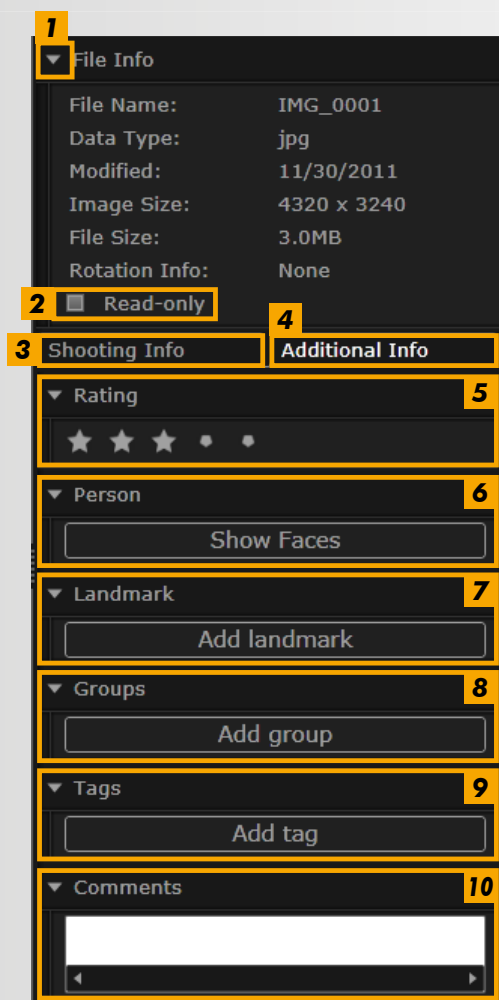 1
File Info
File Name: IMG_0001
Data Type: jpg
Modified: 11/30/2011
Image Size: 4320 x 3240
File Size: 3.0MB
Rotation Info: None
2 Read-only
4
3 Shooting Info Additional Info
Rating 5
Person 6
Show Faces
Landmark 7
Add landmark
Groups 8
Add group
Tags 9
Add tag
Comments 10